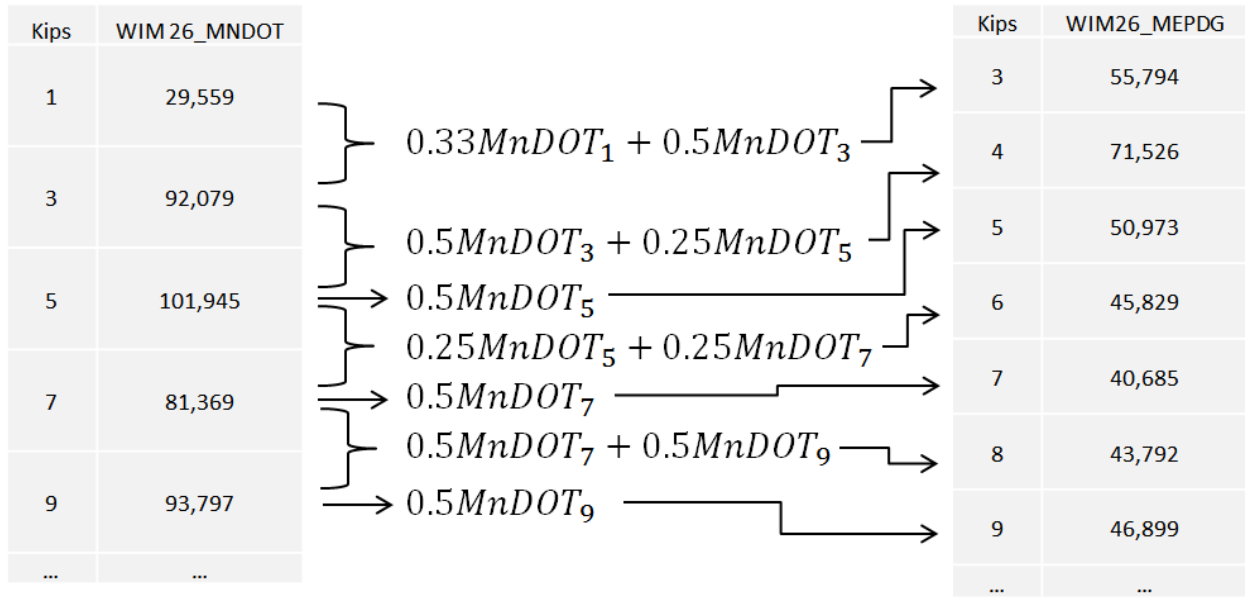 Kips WIM 26_MNDOT
1 29,559
3 92,079
5 101,945
7 81,369
9 93,797
... ...
0.33MnDOT₁ + 0.5MnDOT₃
0.5MnDOT₃ + 0.25MnDOT₅
0.5MnDOT₅
0.25MnDOT₅ + 0.25MnDOT₇
0.5MnDOT₇
0.5MnDOT₇ + 0.5MnDOT₉
0.5MnDOT₉
Kips WIM26_MEPDG
3 55,794
4 71,526
5 50,973
6 45,829
7 40,685
8 43,792
9 46,899
... ...